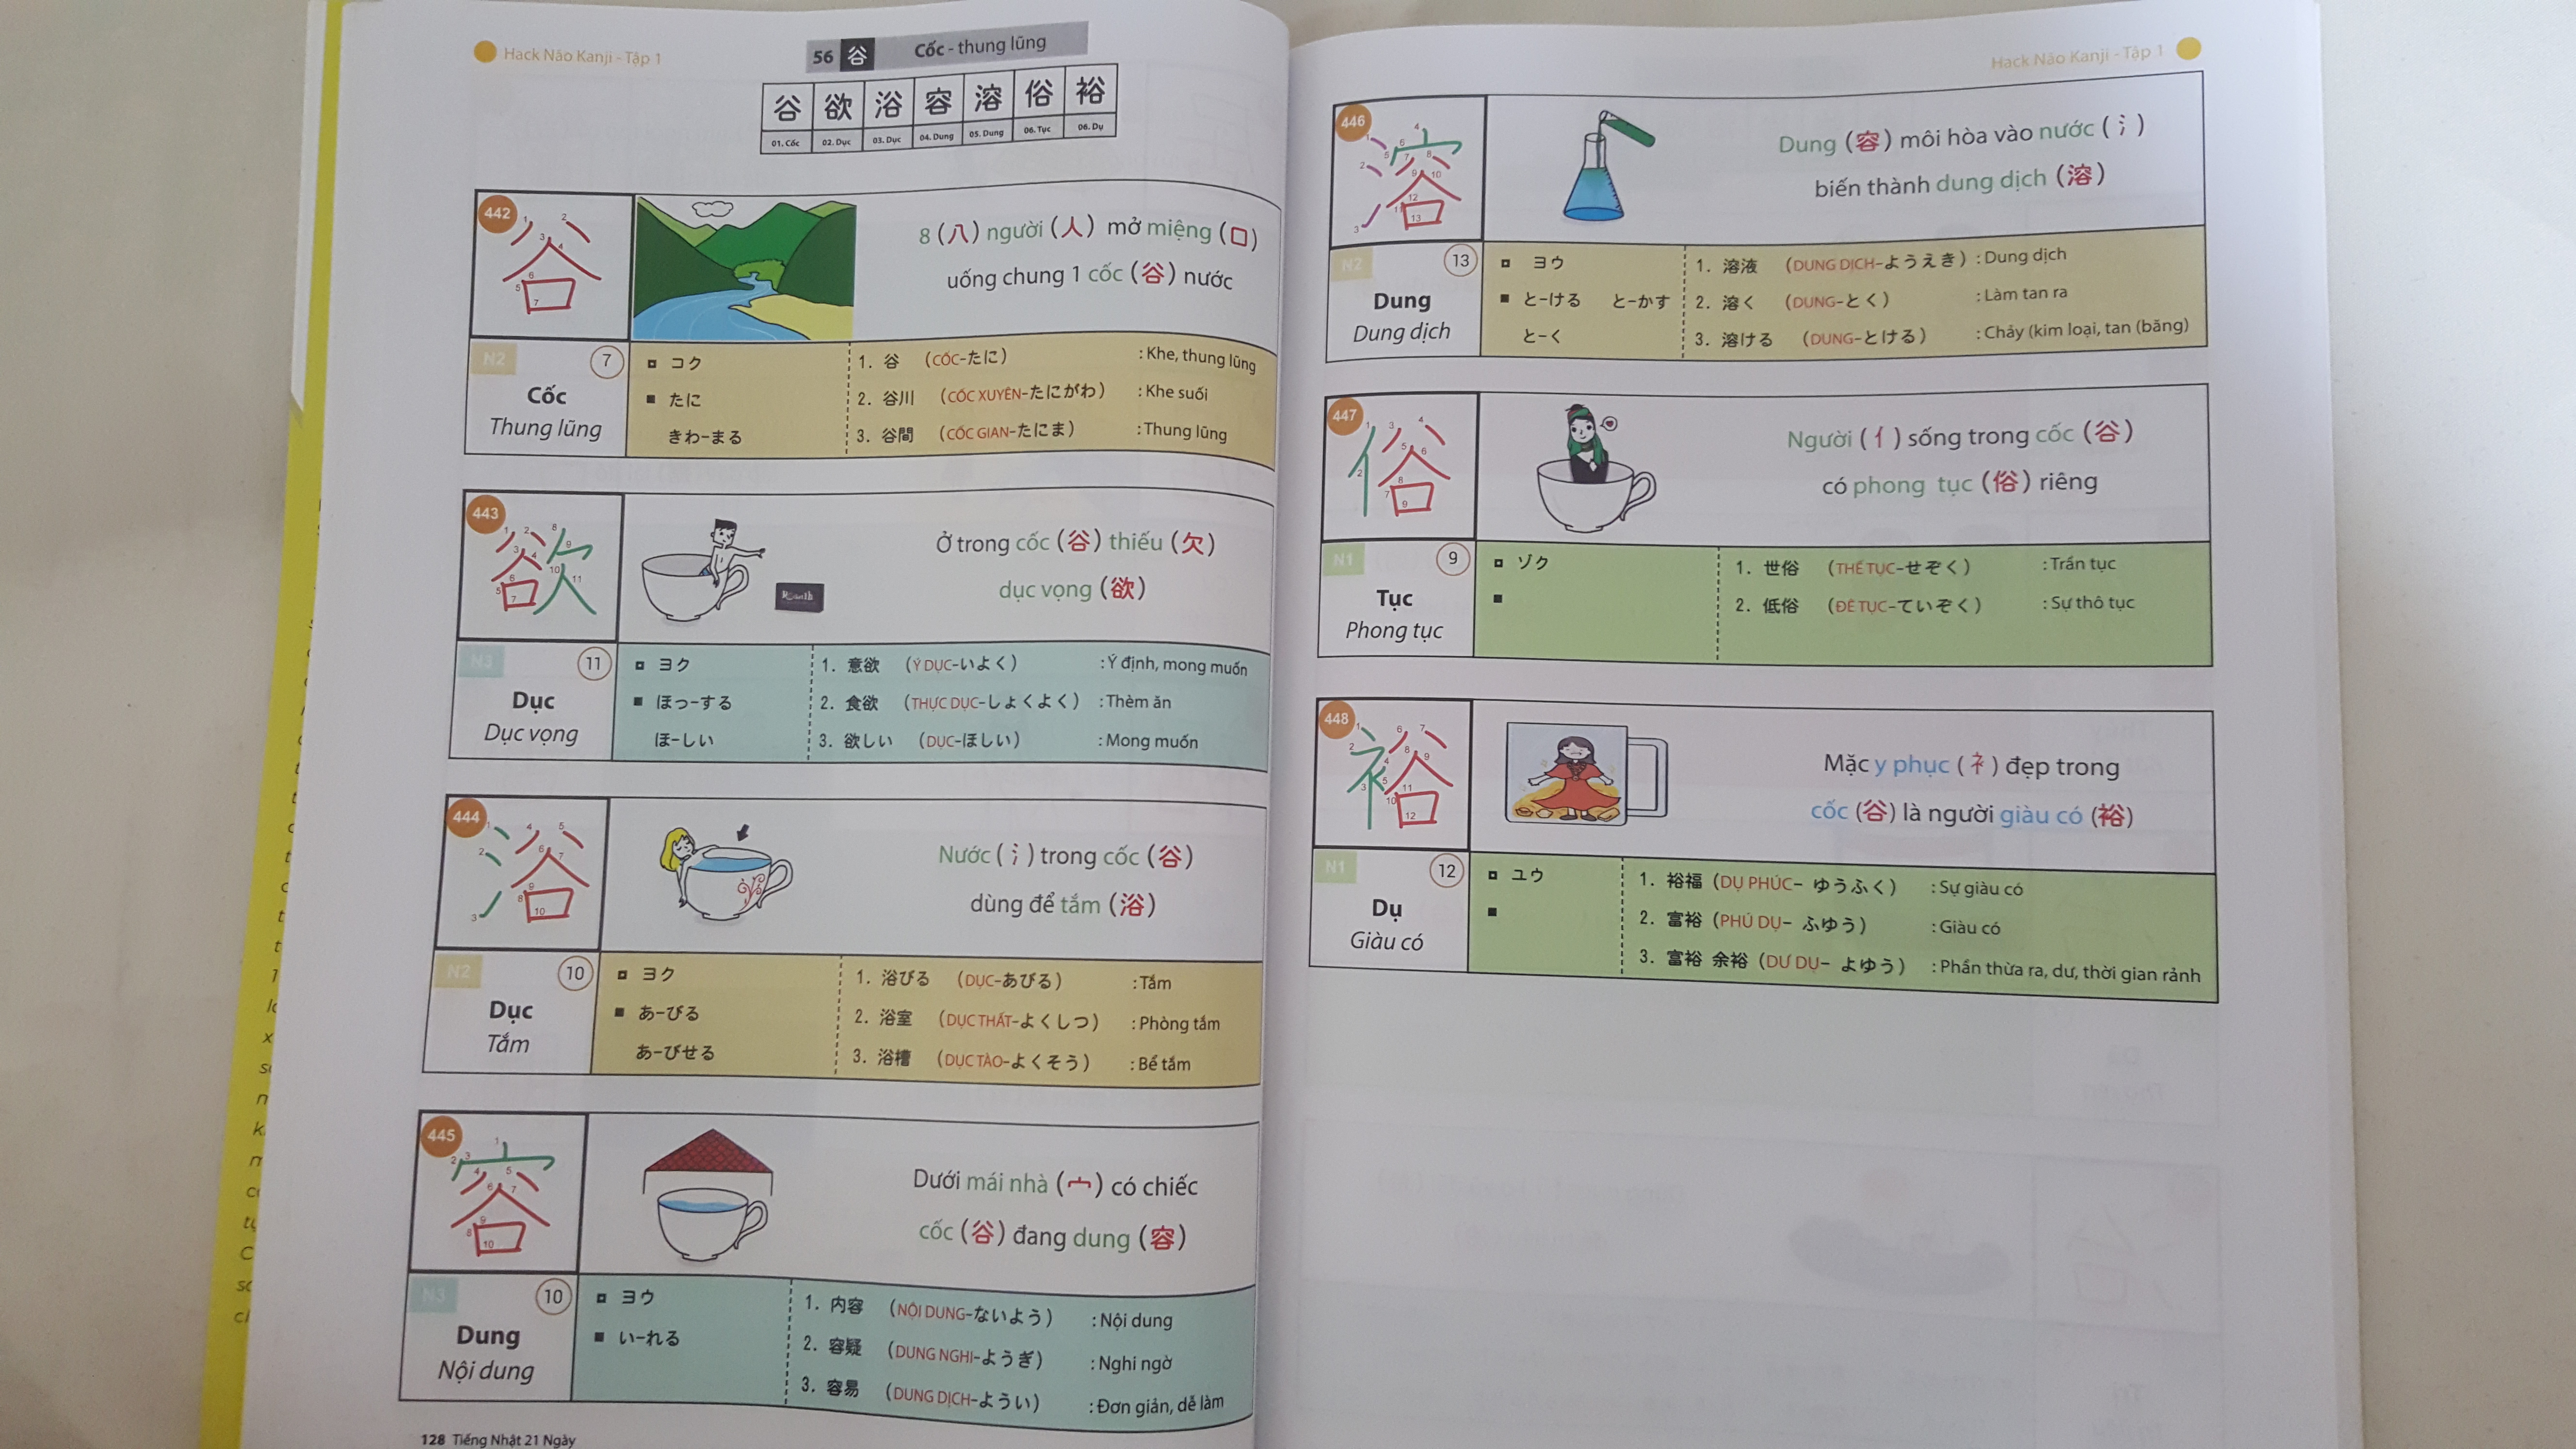 Hack Não Kanji - Tập 1
56 谷 Cốc - thung lũng
谷 欲 浴 容 溶 俗 裕
01. Cốc 02. Dục 03. Dục 04. Dung 05. Dung 06. Tục 06. Dụ
442
8 (八) người (人) mở miệng (口)
uống chung 1 cốc (谷) nước
N2
7
Cốc
Thung lũng
コク
たに
きわ-まる
1. 谷 (CỐC-たに) : Khe, thung lũng
2. 谷川 (CỐC XUYÊN-たにがわ) : Khe suối
3. 谷間 (CỐC GIAN-たにま) : Thung lũng
443
Ở trong cốc (谷) thiếu (欠)
dục vọng (欲)
N3
11
Dục
Dục vọng
ヨク
ほっ-する
ほ-しい
1. 意欲 (Ý DỤC-いよく) : Ý định, mong muốn
2. 食欲 (THỰC DỤC-しょくよく) : Thèm ăn
3. 欲しい (DỤC-ほしい) : Mong muốn
444
Nước (氵) trong cốc (谷)
dùng để tắm (浴)
N2
10
Dục
Tắm
ヨク
あ-びる
あ-びせる
1. 浴びる (DỤC-あびる) : Tắm
2. 浴室 (DỤC THẤT-よくしつ) : Phòng tắm
3. 浴槽 (DỤC TÀO-よくそう) : Bể tắm
445
Dưới mái nhà (宀) có chiếc
cốc (谷) đang dung (容)
N3
10
Dung
Nội dung
ヨウ
い-れる
1. 内容 (NỘI DUNG-ないよう) : Nội dung
2. 容疑 (DUNG NGHI-ようぎ) : Nghi ngờ
3. 容易 (DUNG DỊCH-ようい) : Đơn giản, dễ làm
128 Tiếng Nhật 21 Ngày
Hack Não Kanji - Tập 1
446
Dung (容) môi hòa vào nước (氵)
biến thành dung dịch (溶)
N2
13
Dung
Dung dịch
ヨウ
と-ける と-かす
と-く
1. 溶液 (DUNG DỊCH-ようえき) : Dung dịch
2. 溶く (DUNG-とく) : Làm tan ra
3. 溶ける (DUNG-とける) : Chảy (kim loại, tan (băng)
447
Người (亻) sống trong cốc (谷)
có phong tục (俗) riêng
N1
9
Tục
Phong tục
ゾク
1. 世俗 (THẾ TỤC-せぞく) : Trần tục
2. 低俗 (ĐÊ TỤC-ていぞく) : Sự thô tục
448
Mặc y phục (衤) đẹp trong
cốc (谷) là người giàu có (裕)
N1
12
Dụ
Giàu có
ユウ
1. 裕福 (DỤ PHÚC- ゆうふく) : Sự giàu có
2. 富裕 (PHÚ DỤ- ふゆう) : Giàu có
3. 富裕 余裕 (DƯ DỤ- よゆう) : Phần thừa ra, dư, thời gian rảnh